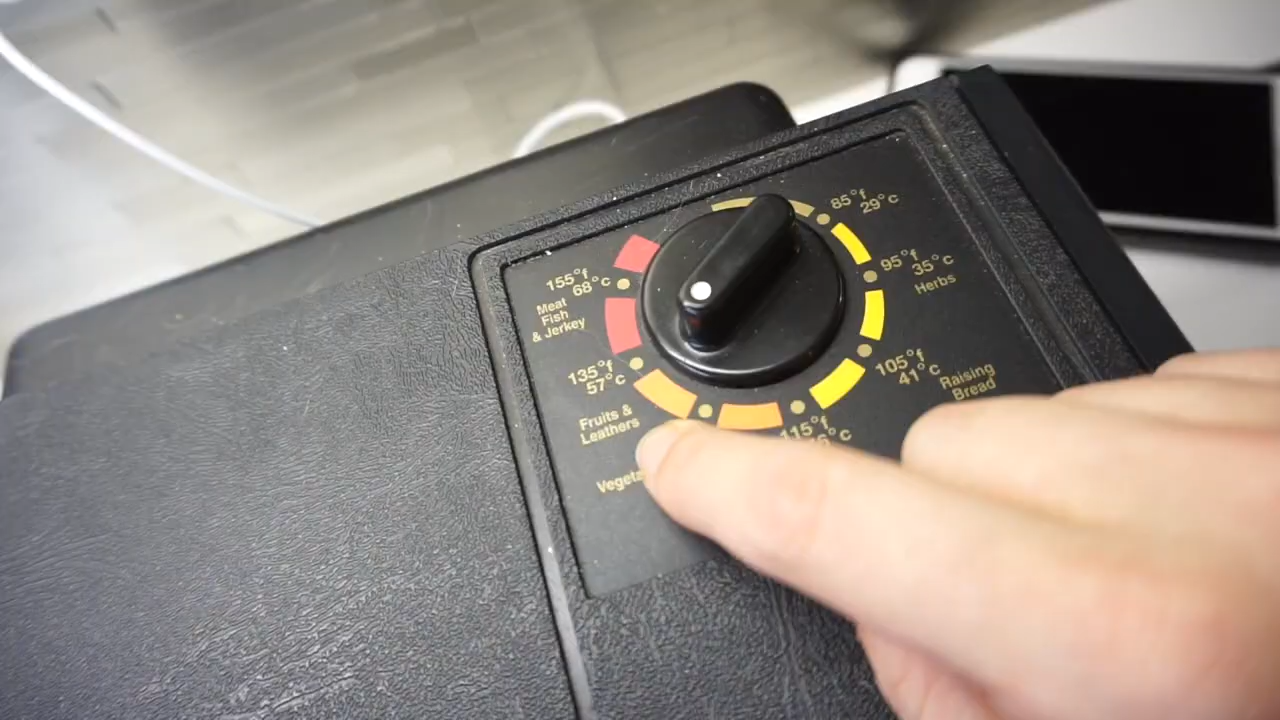 85°f
29°c
95°f
35°c
Herbs
105°f
41°c
Raising
Bread
115°f
155°f
68°c
Meat
Fish
& Jerkey
135°f
57°c
Fruits &
Leathers